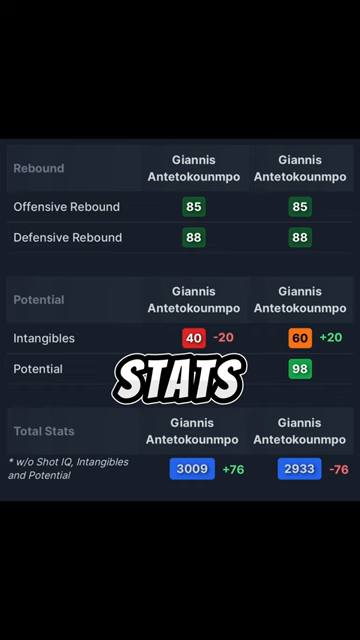 Rebound
Giannis
Antetokounmpo
Giannis
Antetokounmpo
Offensive Rebound 85 85
Defensive Rebound 88 88
Potential
Giannis
Antetokounmpo
Giannis
Antetokounmpo
Intangibles 40 -20 60 +20
Potential 98
STATS
Total Stats
Giannis
Antetokounmpo
Giannis
Antetokounmpo
* w/o Shot IQ, Intangibles
and Potential
3009 +76 2933 -76